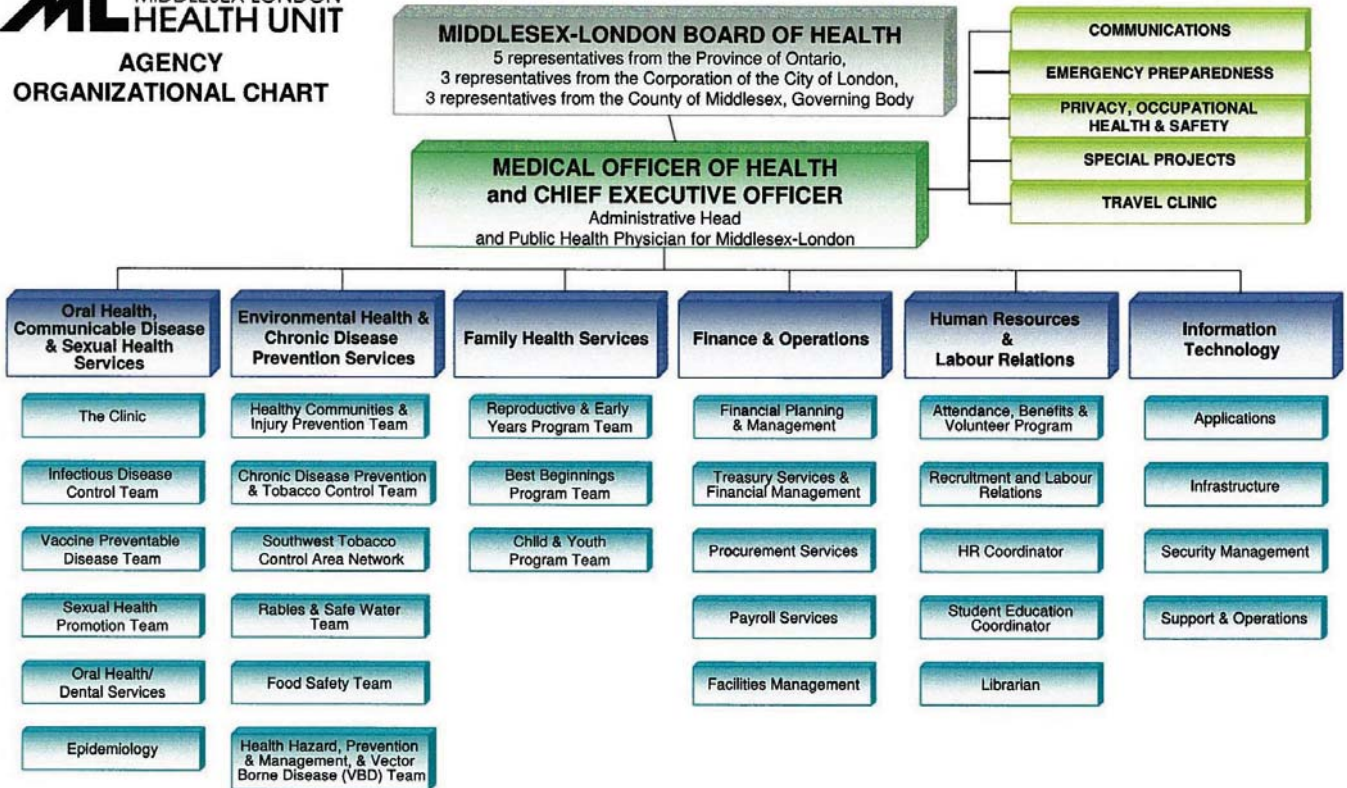 ML MIDDLESEX-LONDON
HEALTH UNIT
AGENCY
ORGANIZATIONAL CHART
MIDDLESEX-LONDON BOARD OF HEALTH
5 representatives from the Province of Ontario,
3 representatives from the Corporation of the City of London,
3 representatives from the County of Middlesex, Governing Body
MEDICAL OFFICER OF HEALTH
and CHIEF EXECUTIVE OFFICER
Administrative Head
and Public Health Physician for Middlesex-London
COMMUNICATIONS
EMERGENCY PREPAREDNESS
PRIVACY, OCCUPATIONAL
HEALTH & SAFETY
SPECIAL PROJECTS
TRAVEL CLINIC
Oral Health,
Communicable Disease
& Sexual Health
Services
The Clinic
Infectious Disease
Control Team
Vaccine Preventable
Disease Team
Sexual Health
Promotion Team
Oral Health/
Dental Services
Epidemiology
Environmental Health &
Chronic Disease
Prevention Services
Healthy Communities &
Injury Prevention Team
Chronic Disease Prevention
& Tobacco Control Team
Southwest Tobacco
Control Area Network
Rables & Safe Water
Team
Food Safety Team
Health Hazard, Prevention
& Management, & Vector
Borne Disease (VBD) Team
Family Health Services
Reproductive & Early
Years Program Team
Best Beginnings
Program Team
Child & Youth
Program Team
Finance & Operations
Financial Planning
& Management
Treasury Services &
Financial Management
Procurement Services
Payroll Services
Facilities Management
Human Resources
&
Labour Relations
Attendance, Benefits &
Volunteer Program
Recruitment and Labour
Relations
HR Coordinator
Student Education
Coordinator
Librarian
Information
Technology
Applications
Infrastructure
Security Management
Support & Operations